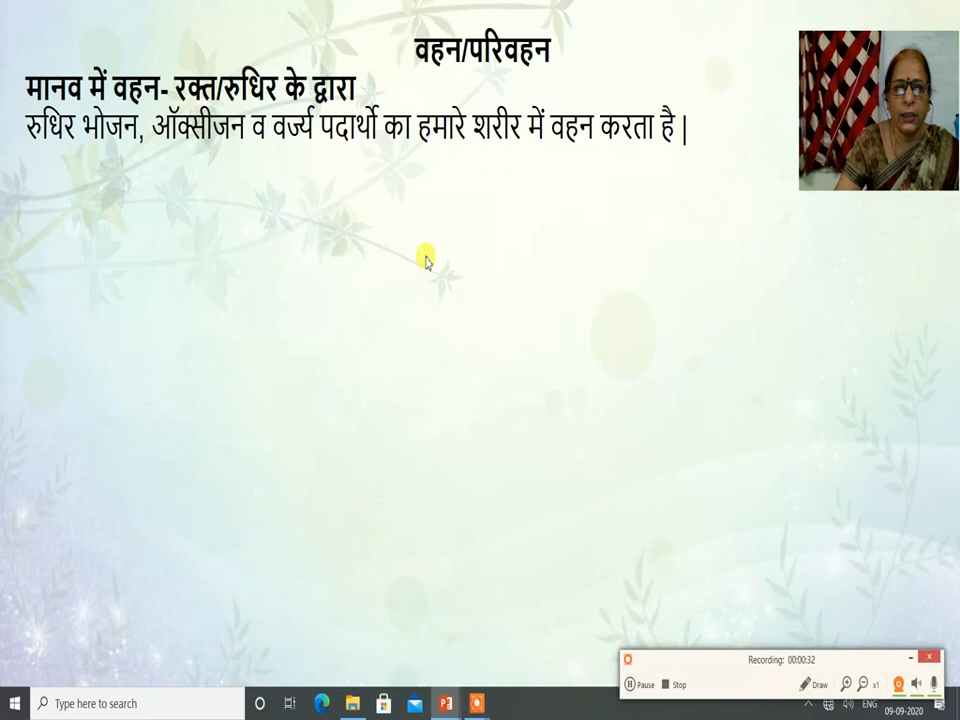 वहन/परिवहन
मानव में वहन- रक्त/रुधिर के द्वारा
रुधिर भोजन, ऑक्सीजन व वर्ज्य पदार्थो का हमारे शरीर में वहन करता है |
Recording: 00:00:32
Pause Stop Draw x1
Type here to search
ENG
09-09-2020